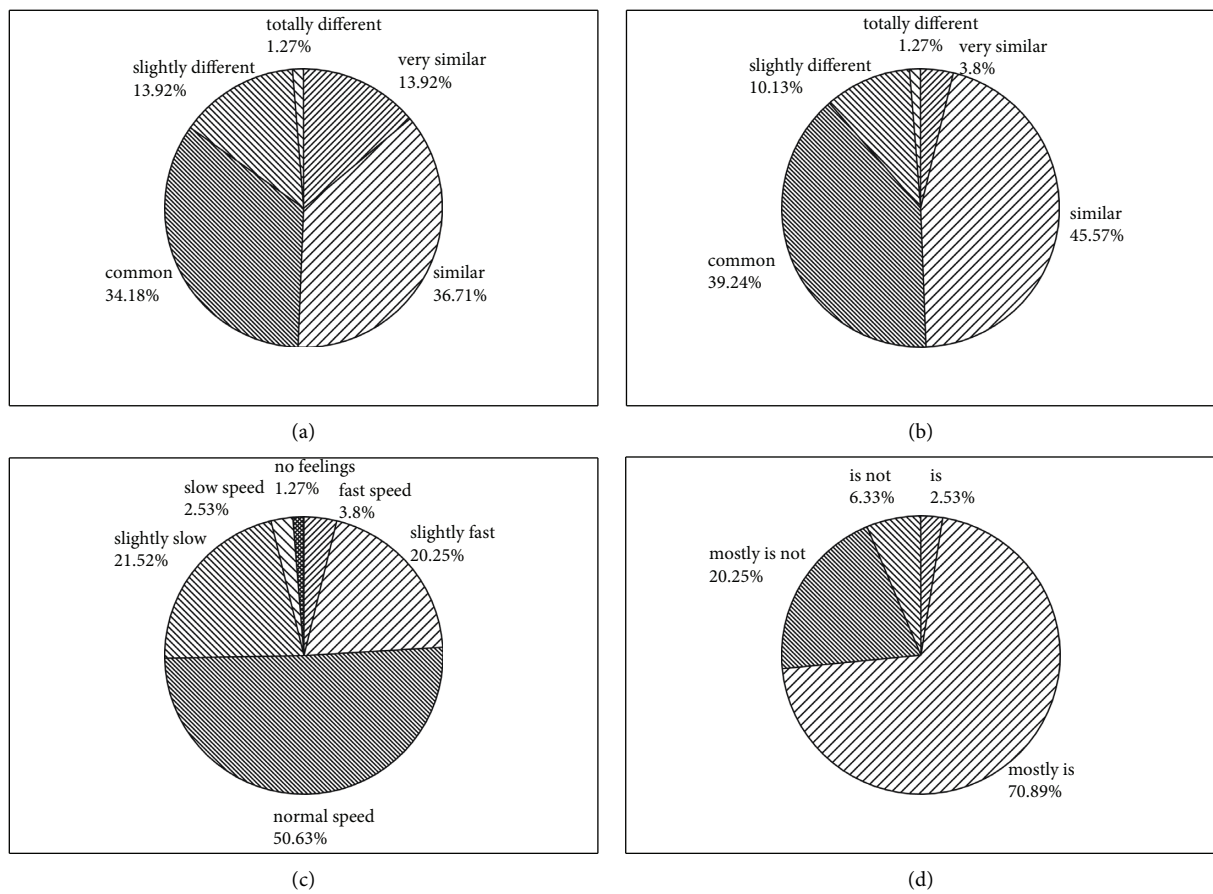 totally different
1.27%
very similar
13.92%
slightly different
13.92%
common
34.18%
similar
36.71%
(a)
totally different
1.27%
very similar
3.8%
slightly different
10.13%
similar
45.57%
common
39.24%
(b)
no feelings
1.27%
slow speed
2.53%
fast speed
3.8%
slightly slow
21.52%
slightly fast
20.25%
normal speed
50.63%
(c)
is not
6.33%
is
2.53%
mostly is not
20.25%
mostly is
70.89%
(d)